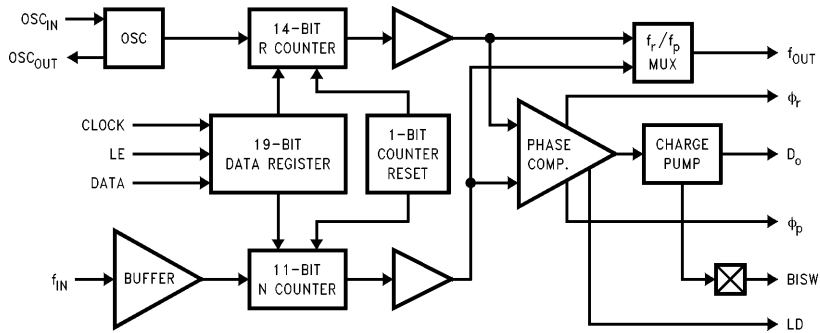 OSC_IN
OSC_OUT
OSC
14-BIT
R COUNTER
f_r/f_p
MUX
f_OUT
ϕ_r
CLOCK
LE
DATA
19-BIT
DATA REGISTER
1-BIT
COUNTER
RESET
PHASE
COMP.
CHARGE
PUMP
D_o
ϕ_p
f_IN
BUFFER
11-BIT
N COUNTER
BISW
LD